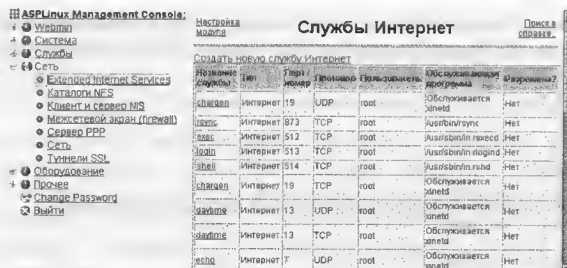 ASPLinux Management Console:
Webmin
Система
Службы
Сеть
Extended Internet Services
Каталоги NFS
Клиент и сервер NIS
Межсетевой экран (firewall)
Сервер PPP
Сеть
Туннели SSL
Оборудование
Прочее
Change Password
Выйти
Настройка модуля
Службы Интернет
Поиск в справке..
Создать новую службу Интернет
Название службы Тип Порт номер Протокол Пользователь Обслуживающая программа Разрешена?
chargen Интернет 19 UDP root Обслуживается xinetd Нет
rsync Интернет 873 TCP root /usr/bin/rsync Нет
exec Интернет 512 TCP root /usr/sbin/in.rexecd Нет
login Интернет 513 TCP root /usr/sbin/in.rlogind Нет
shell Интернет 514 TCP root /usr/sbin/in.rshd Нет
chargen Интернет 19 TCP root Обслуживается xinetd Нет
daytime Интернет 13 UDP root Обслуживается xinetd Нет
daytime Интернет 13 TCP root Обслуживается xinetd Нет
echo Интернет 7 UDP root Обслуживается xinetd Нет